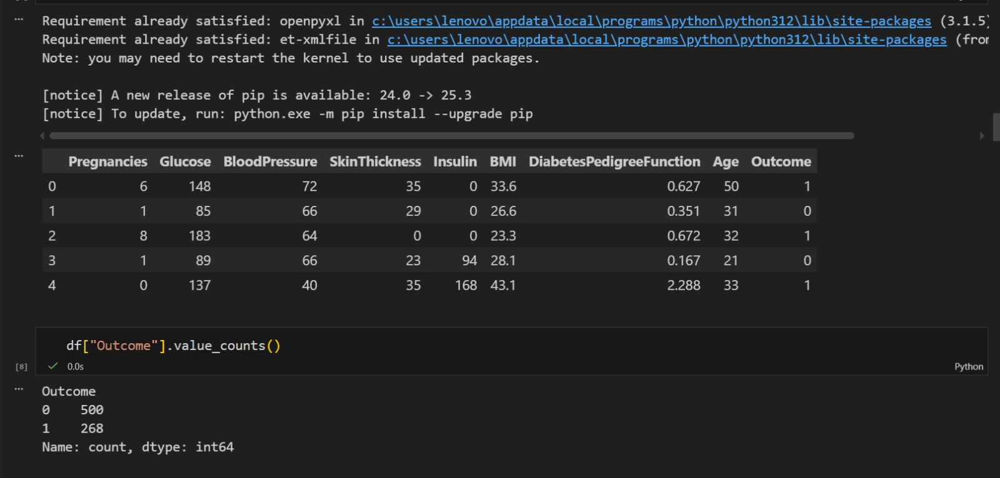 Requirement already satisfied: openpyxl in c:\users\lenovo\appdata\local\programs\python\python312\lib\site-packages (3.1.5)
Requirement already satisfied: et-xmlfile in c:\users\lenovo\appdata\local\programs\python\python312\lib\site-packages (from
Note: you may need to restart the kernel to use updated packages.
[notice] A new release of pip is available: 24.0 -> 25.3
[notice] To update, run: python.exe -m pip install --upgrade pip
Pregnancies Glucose BloodPressure SkinThickness Insulin BMI DiabetesPedigreeFunction Age Outcome
0 6 148 72 35 0 33.6 0.627 50 1
1 1 85 66 29 0 26.6 0.351 31 0
2 8 183 64 0 0 23.3 0.672 32 1
3 1 89 66 23 94 28.1 0.167 21 0
4 0 137 40 35 168 43.1 2.288 33 1
df["Outcome"].value_counts()
[8] 0.0s Python
Outcome
0 500
1 268
Name: count, dtype: int64